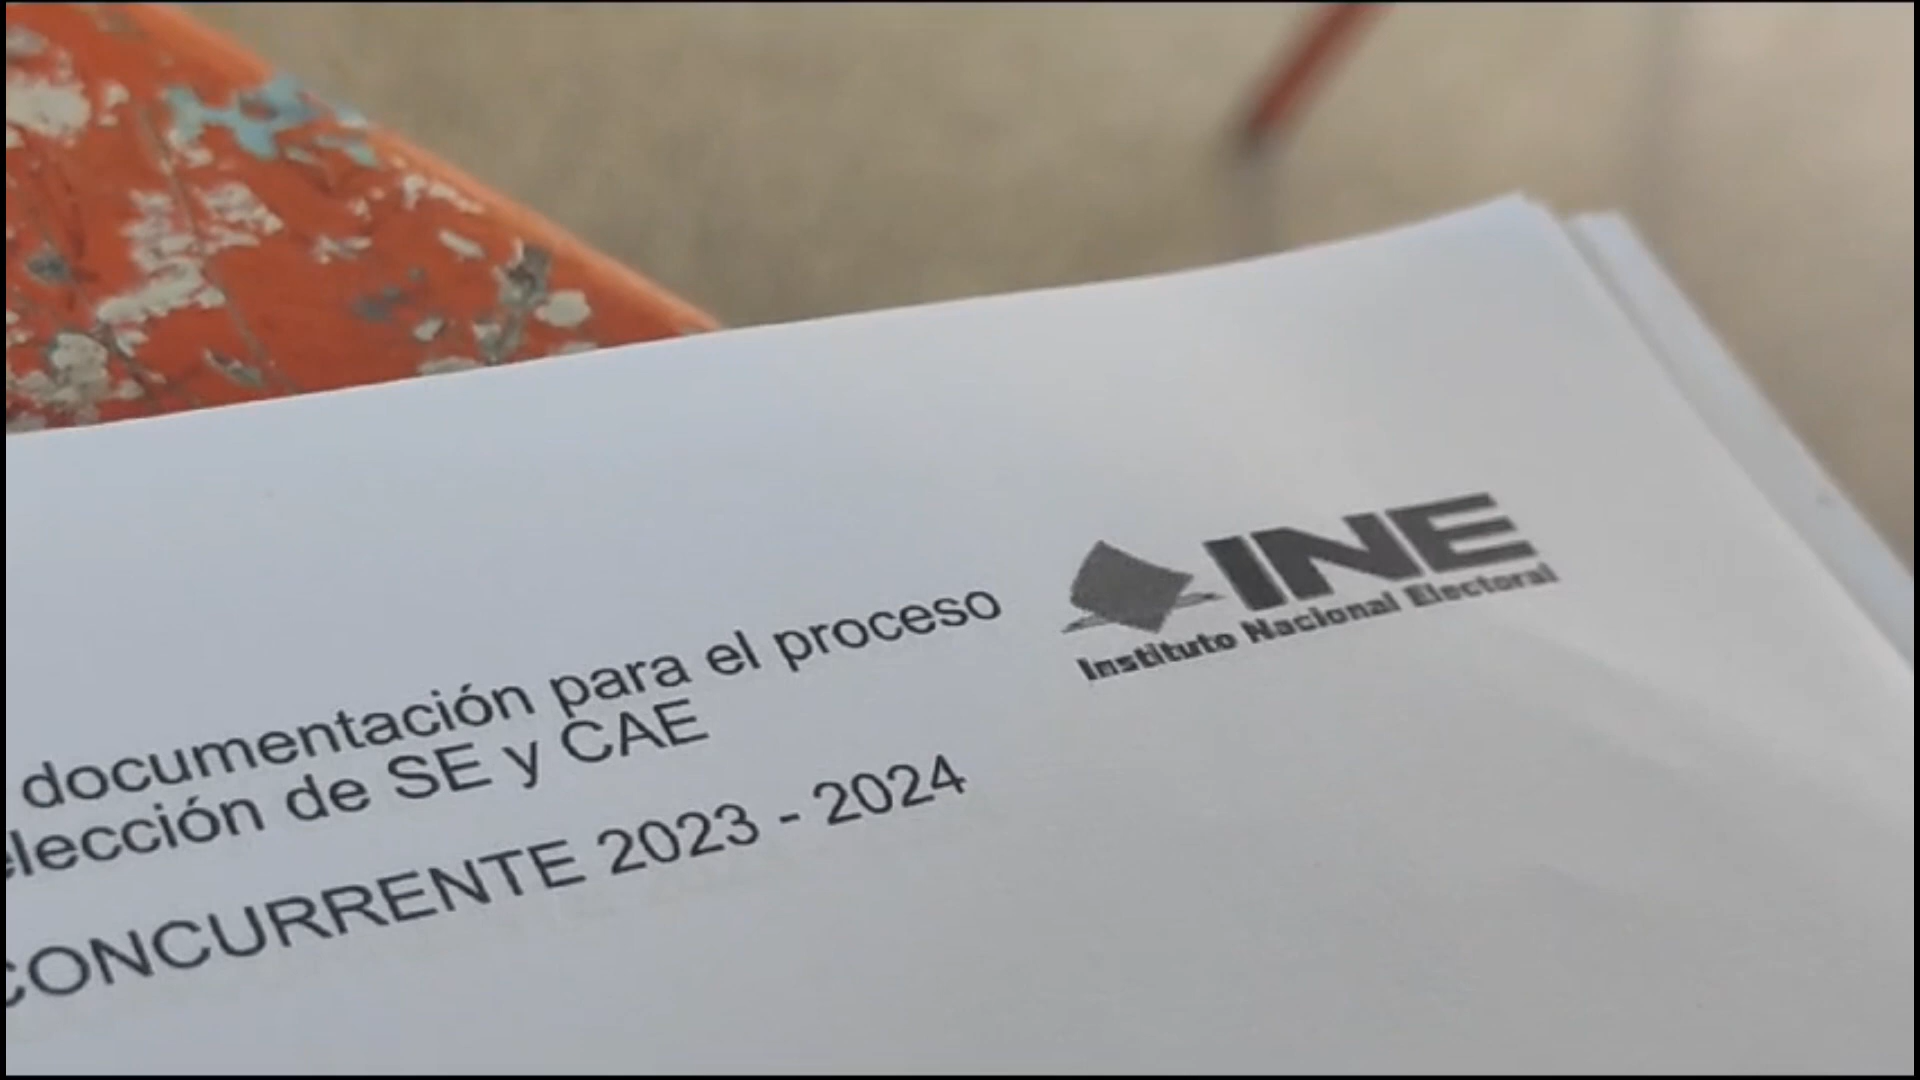 documentación para el proceso
elección de SE y CAE
CONCURRENTE 2023 - 2024
INE
Instituto Nacional Electoral